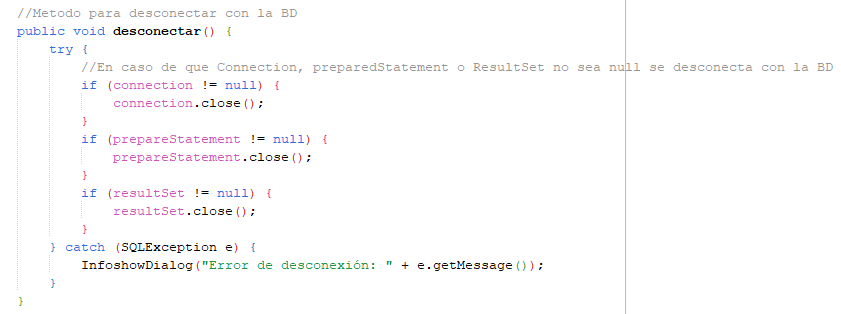 //Metodo para desconectar con la BD
public void desconectar() {
    try {
        //En caso de que Connection, preparedStatement o ResultSet no sea null se desconecta con la BD
        if (connection != null) {
            connection.close();
        }
        if (prepareStatement != null) {
            prepareStatement.close();
        }
        if (resultSet != null) {
            resultSet.close();
        }
    } catch (SQLException e) {
        InfoshowDialog("Error de desconexión: " + e.getMessage());
    }
}